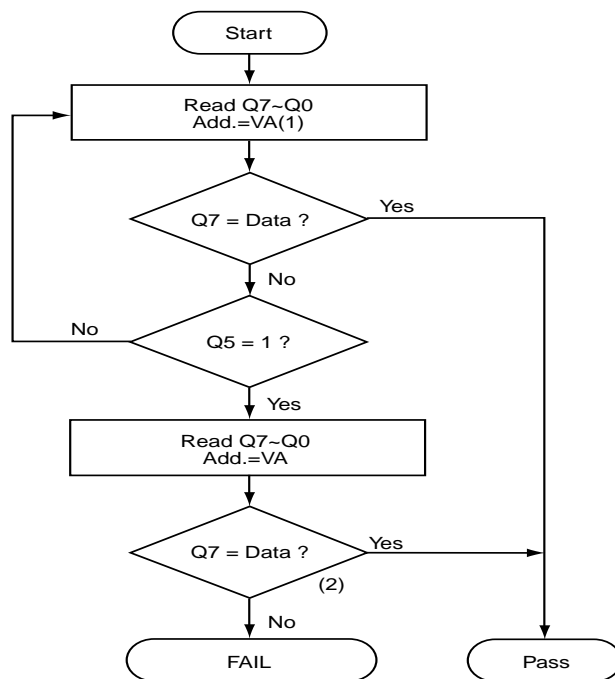 Start
Read Q7~Q0
Add.=VA(1)
Q7 = Data ?
Yes
No
No
Q5 = 1 ?
Yes
Read Q7~Q0
Add.=VA
Q7 = Data ?
Yes
(2)
No
FAIL
Pass